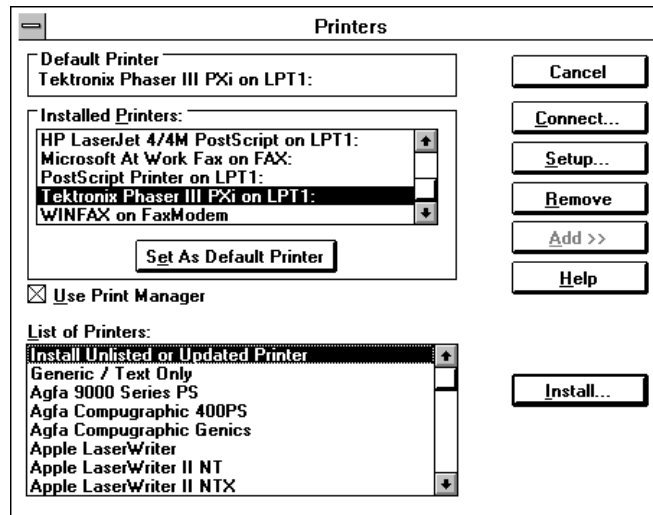 Printers
Default Printer
Tektronix Phaser III PXi on LPT1:
Installed Printers:
HP LaserJet 4/4M PostScript on LPT1:
Microsoft At Work Fax on FAX:
PostScript Printer on LPT1:
Tektronix Phaser III PXi on LPT1:
WINFAX on FaxModem
Set As Default Printer
Use Print Manager
List of Printers:
Install Unlisted or Updated Printer
Generic / Text Only
Agfa 9000 Series PS
Agfa Compugraphic 400PS
Agfa Compugraphic Genics
Apple LaserWriter
Apple LaserWriter II NT
Apple LaserWriter II NTX
Cancel
Connect...
Setup...
Remove
Add >>
Help
Install...